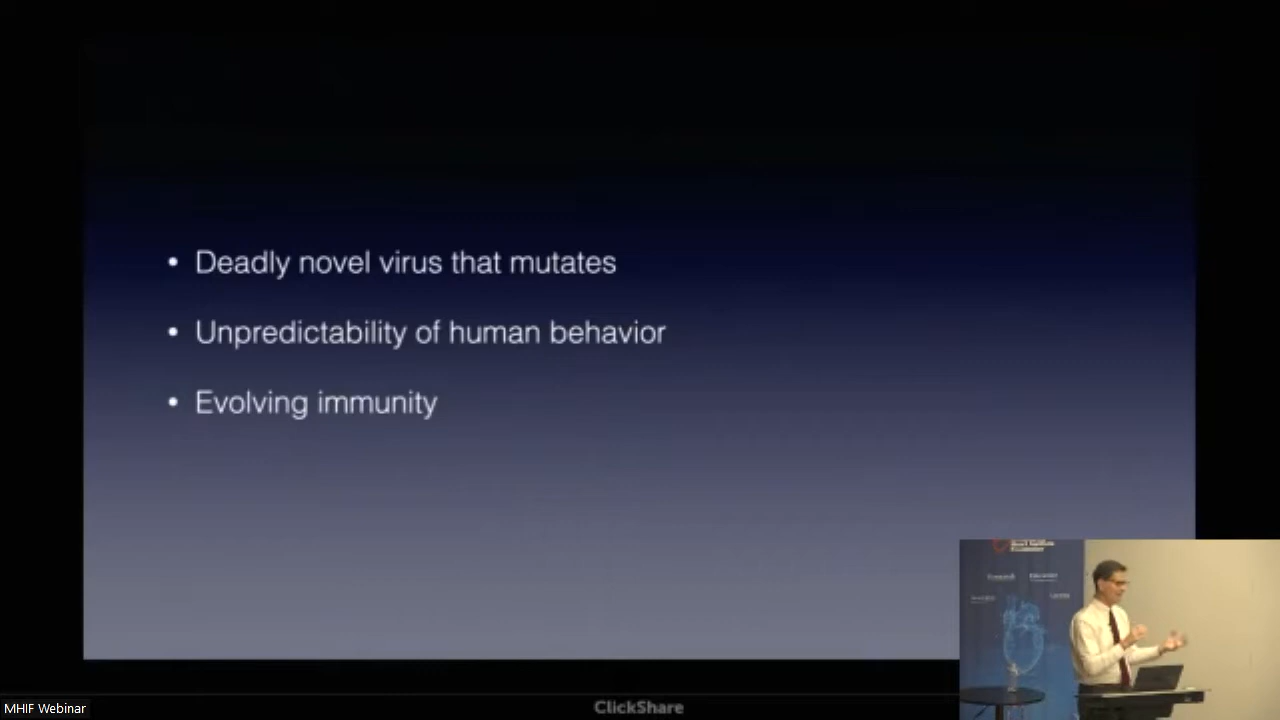 • Deadly novel virus that mutates
• Unpredictability of human behavior
• Evolving immunity
MHIF Webinar
ClickShare